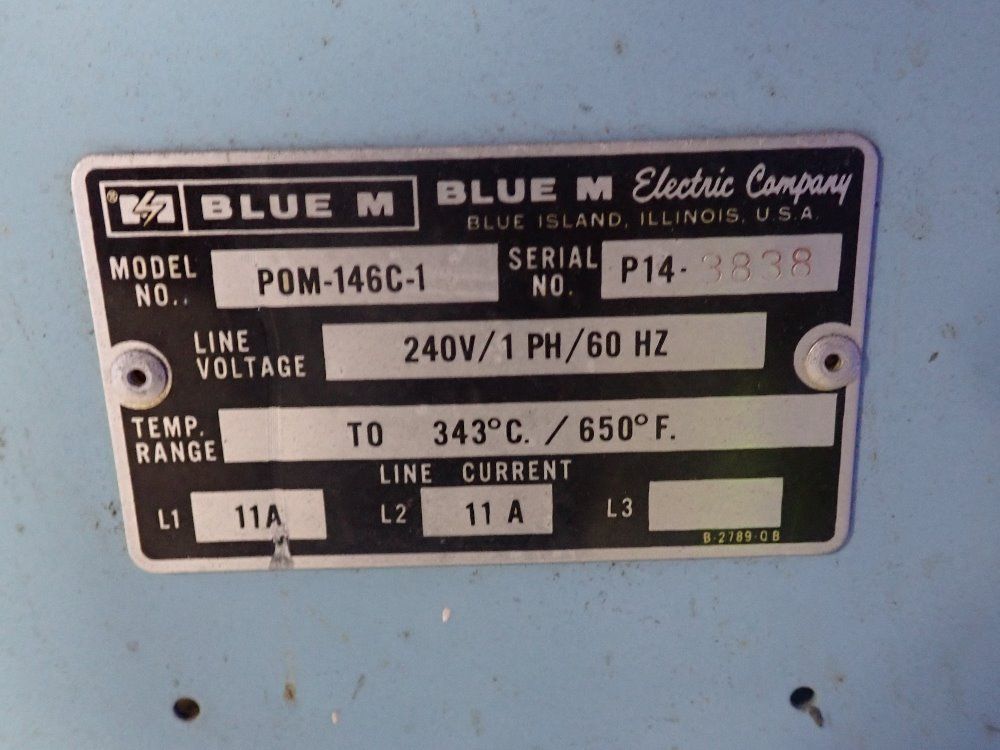 ® BLUE M BLUE M Electric Company
BLUE ISLAND, ILLINOIS, U.S.A.
MODEL NO.. POM-146C-1 SERIAL NO. P14-3838
LINE VOLTAGE 240V/1 PH/60 HZ
TEMP. RANGE TO 343°C. / 650°F.
LINE CURRENT
L1 11A L2 11 A L3
B-2789-QB